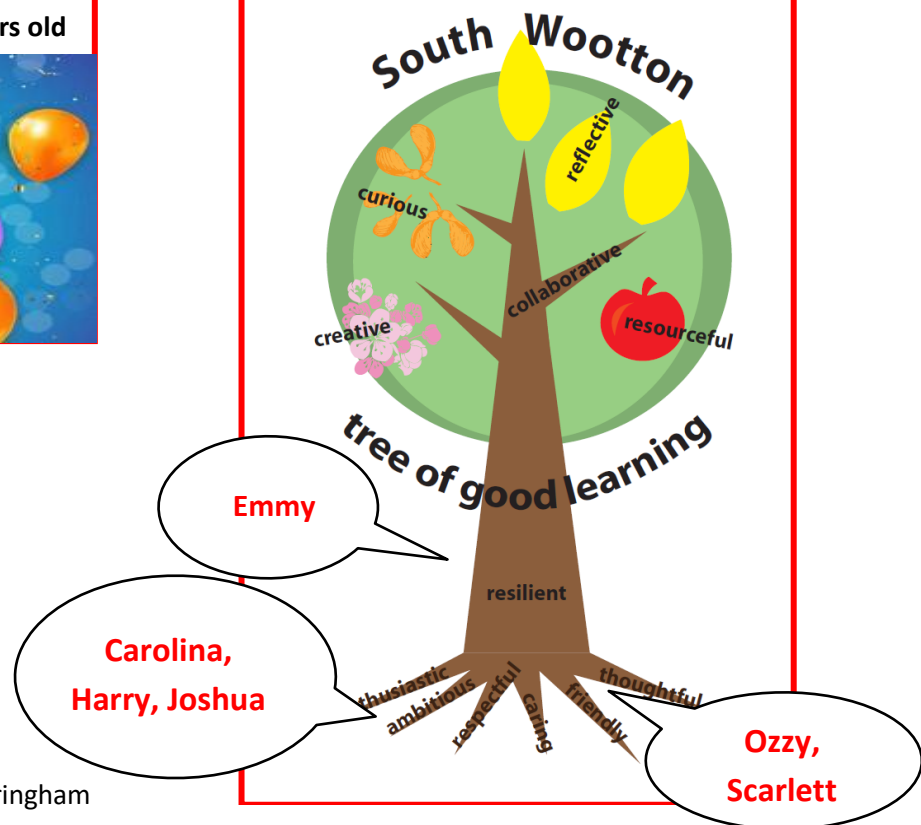 rs old
South Wootton
reflective
curious
collaborative
creative
resourceful
tree of good learning
Emmy
resilient
Carolina,
Harry, Joshua
thusiastic
ambitious
respectful
caring
friendly
thoughtful
Ozzy,
Scarlett
ringham